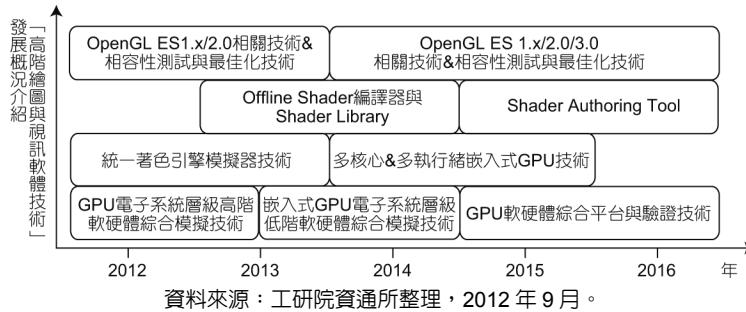 「高階繪圖與視訊軟體技術」
發展概況介紹
OpenGL ES1.x/2.0相關技術&
相容性測試與最佳化技術
OpenGL ES 1.x/2.0/3.0
相關技術&相容性測試與最佳化技術
Offline Shader編譯器與
Shader Library
Shader Authoring Tool
統一著色引擎模擬器技術
多核心&多執行緒嵌入式GPU技術
GPU電子系統層級高階
軟硬體綜合模擬技術
嵌入式GPU電子系統層級
低階軟硬體綜合模擬技術
GPU軟硬體綜合平台與驗證技術
2012 2013 2014 2015 2016 年
資料來源：工研院資通所整理，2012 年 9 月。